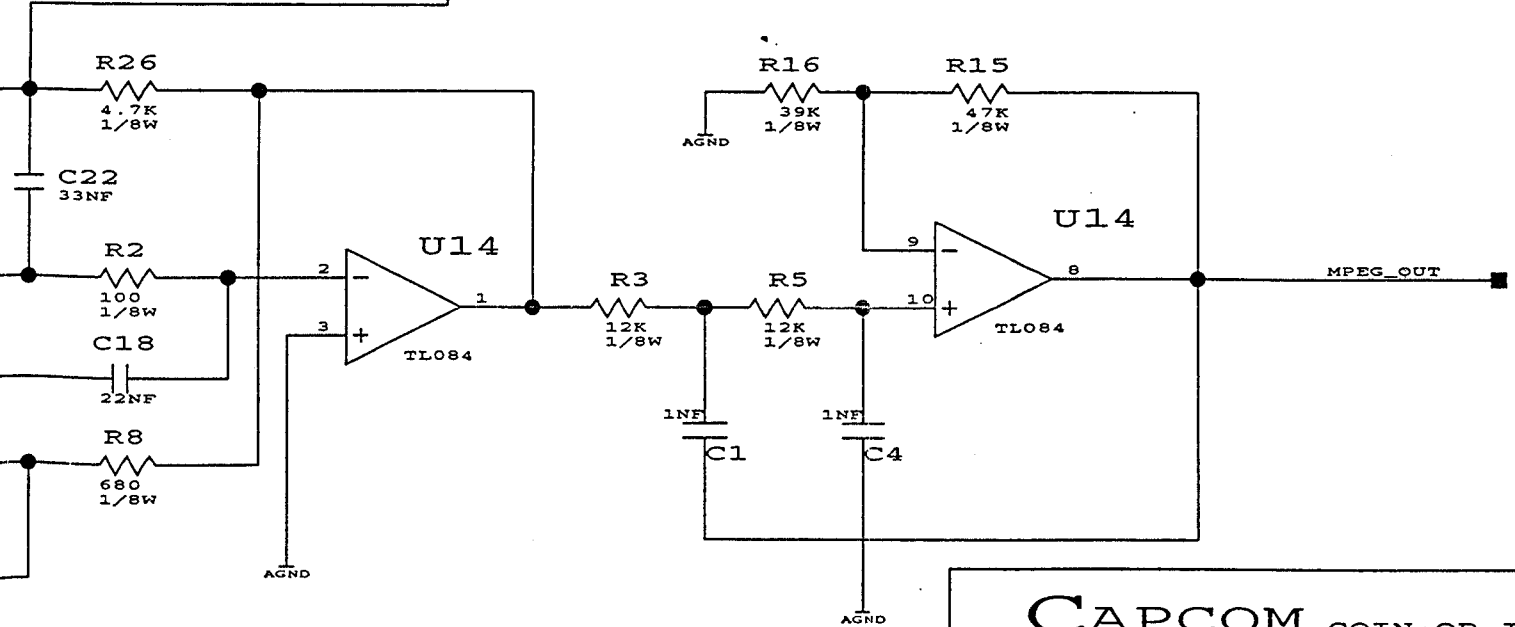 R26
4.7K
1/8W
R16
39K
1/8W
R15
47K
1/8W
AGND
C22
33NF
R2
100
1/8W
U14
2
-
1
3
+
TL084
C18
22NF
R8
680
1/8W
AGND
R3
12K
1/8W
R5
12K
1/8W
U14
9
-
8
10
+
TL084
MPEG_OUT
1NF
C1
1NF
C4
AGND
CAPCOM COIN-OP